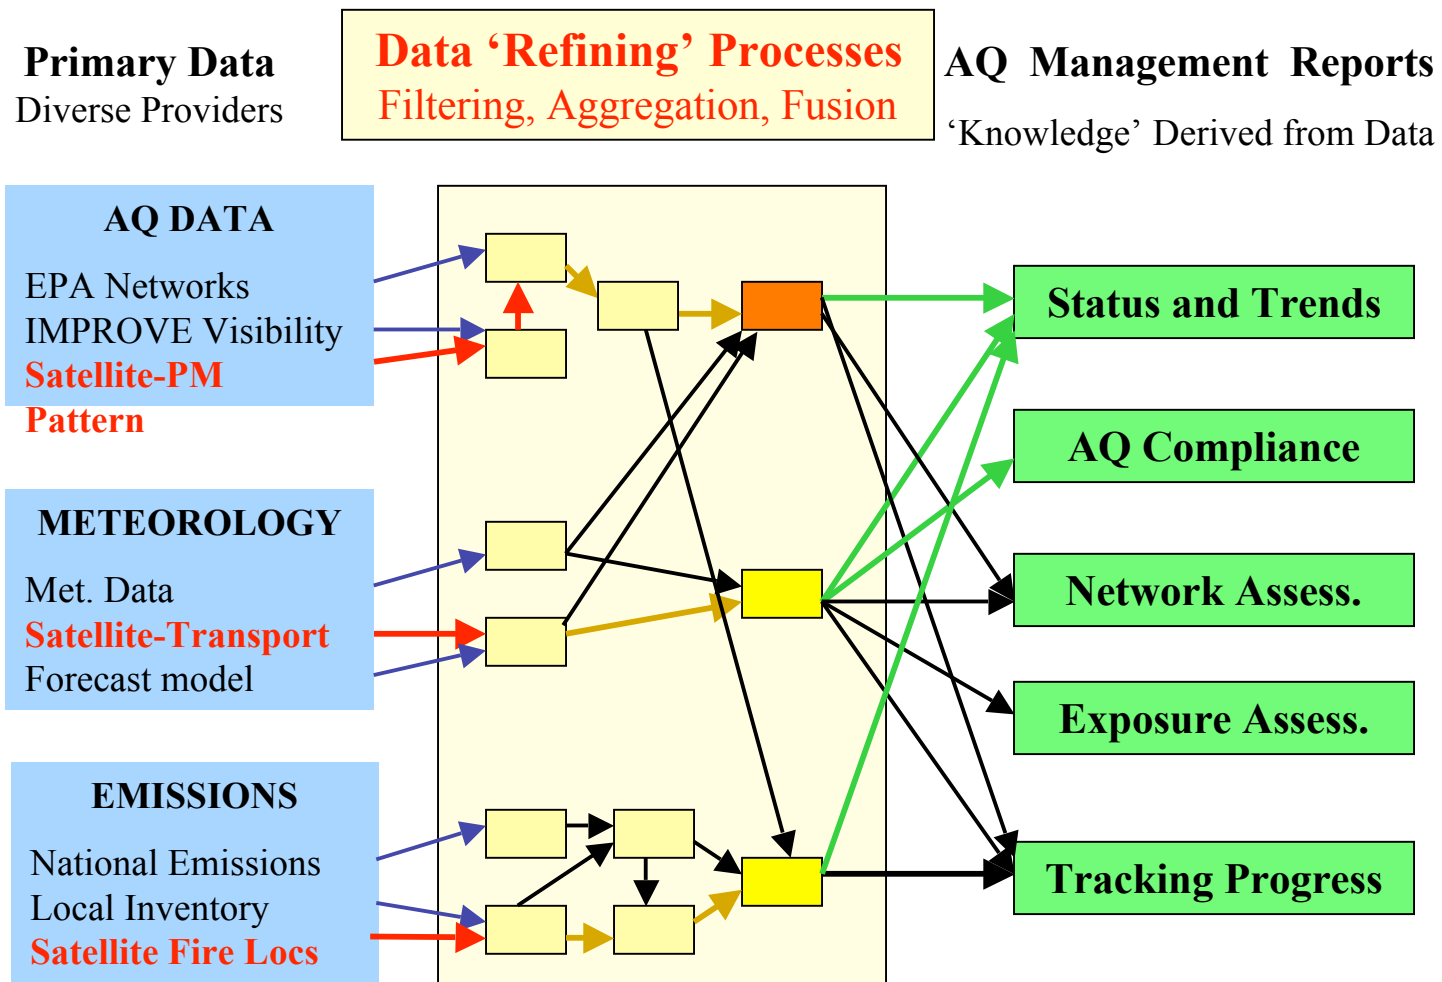 Primary Data
Diverse Providers
Data ‘Refining’ Processes
Filtering, Aggregation, Fusion
AQ Management Reports
‘Knowledge’ Derived from Data
AQ DATA
EPA Networks
IMPROVE Visibility
Satellite-PM
Pattern
METEOROLOGY
Met. Data
Satellite-Transport
Forecast model
EMISSIONS
National Emissions
Local Inventory
Satellite Fire Locs
Status and Trends
AQ Compliance
Network Assess.
Exposure Assess.
Tracking Progress